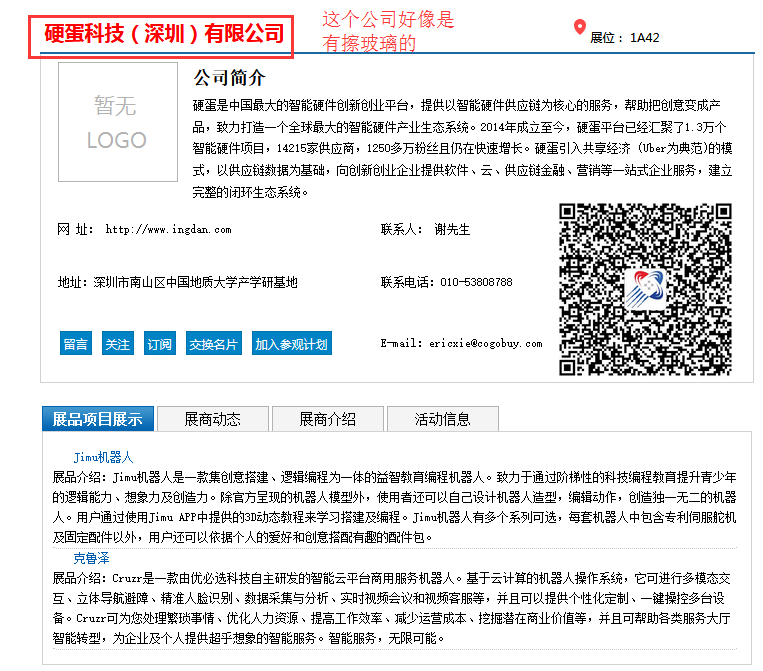 硬蛋科技（深圳）有限公司
这个公司好像是
有擦玻璃的
展位： 1A42
暂无
LOGO
公司简介
硬蛋是中国最大的智能硬件创新创业平台，提供以智能硬件供应链为核心的服务，帮助把创意变成产
品，致力打造一个全球最大的智能硬件产业生态系统。2014年成立至今，硬蛋平台已经汇聚了1.3万个
智能硬件项目，14215家供应商，1250多万粉丝且仍在快速增长。硬蛋引入共享经济 (Uber为典范)的模
式，以供应链数据为基础，向创新创业企业提供软件、云、供应链金融、营销等一站式企业服务，建立
完整的闭环生态系统。
网 址： http://www.ingdan.com
联系人： 谢先生
地址：深圳市南山区中国地质大学产学研基地
联系电话：010-53808788
留言 关注 订阅 交换名片 加入参观计划
E-mail：ericxie@cogobuy.com
展品项目展示 展商动态 展商介绍 活动信息
Jimu机器人
展品介绍：Jimu机器人是一款集创意搭建、逻辑编程为一体的益智教育编程机器人。致力于通过阶梯性的科技编程教育提升青少年
的逻辑能力、想象力及创造力。除官方呈现的机器人模型外，使用者还可以自己设计机器人造型，编辑动作，创造独一无二的机器
人。用户通过使用Jimu APP中提供的3D动态教程来学习搭建及编程。Jimu机器人有多个系列可选，每套机器人中包含专利伺服舵机
及固定配件以外，用户还可以依据个人的爱好和创意搭配有趣的配件包。
克鲁泽
展品介绍：Cruzr是一款由优必选科技自主研发的智能云平台商用服务机器人。基于云计算的机器人操作系统，它可进行多模态交
互、立体导航避障、精准人脸识别、数据采集与分析、实时视频会议和视频客服等，并且可以提供个性化定制、一键操控多台设
备。Cruzr可为您处理繁琐事情、优化人力资源、提高工作效率、减少运营成本、挖掘潜在商业价值等，并且可帮助各类服务大厅
智能转型，为企业及个人提供超乎想象的智能服务。智能服务，无限可能。